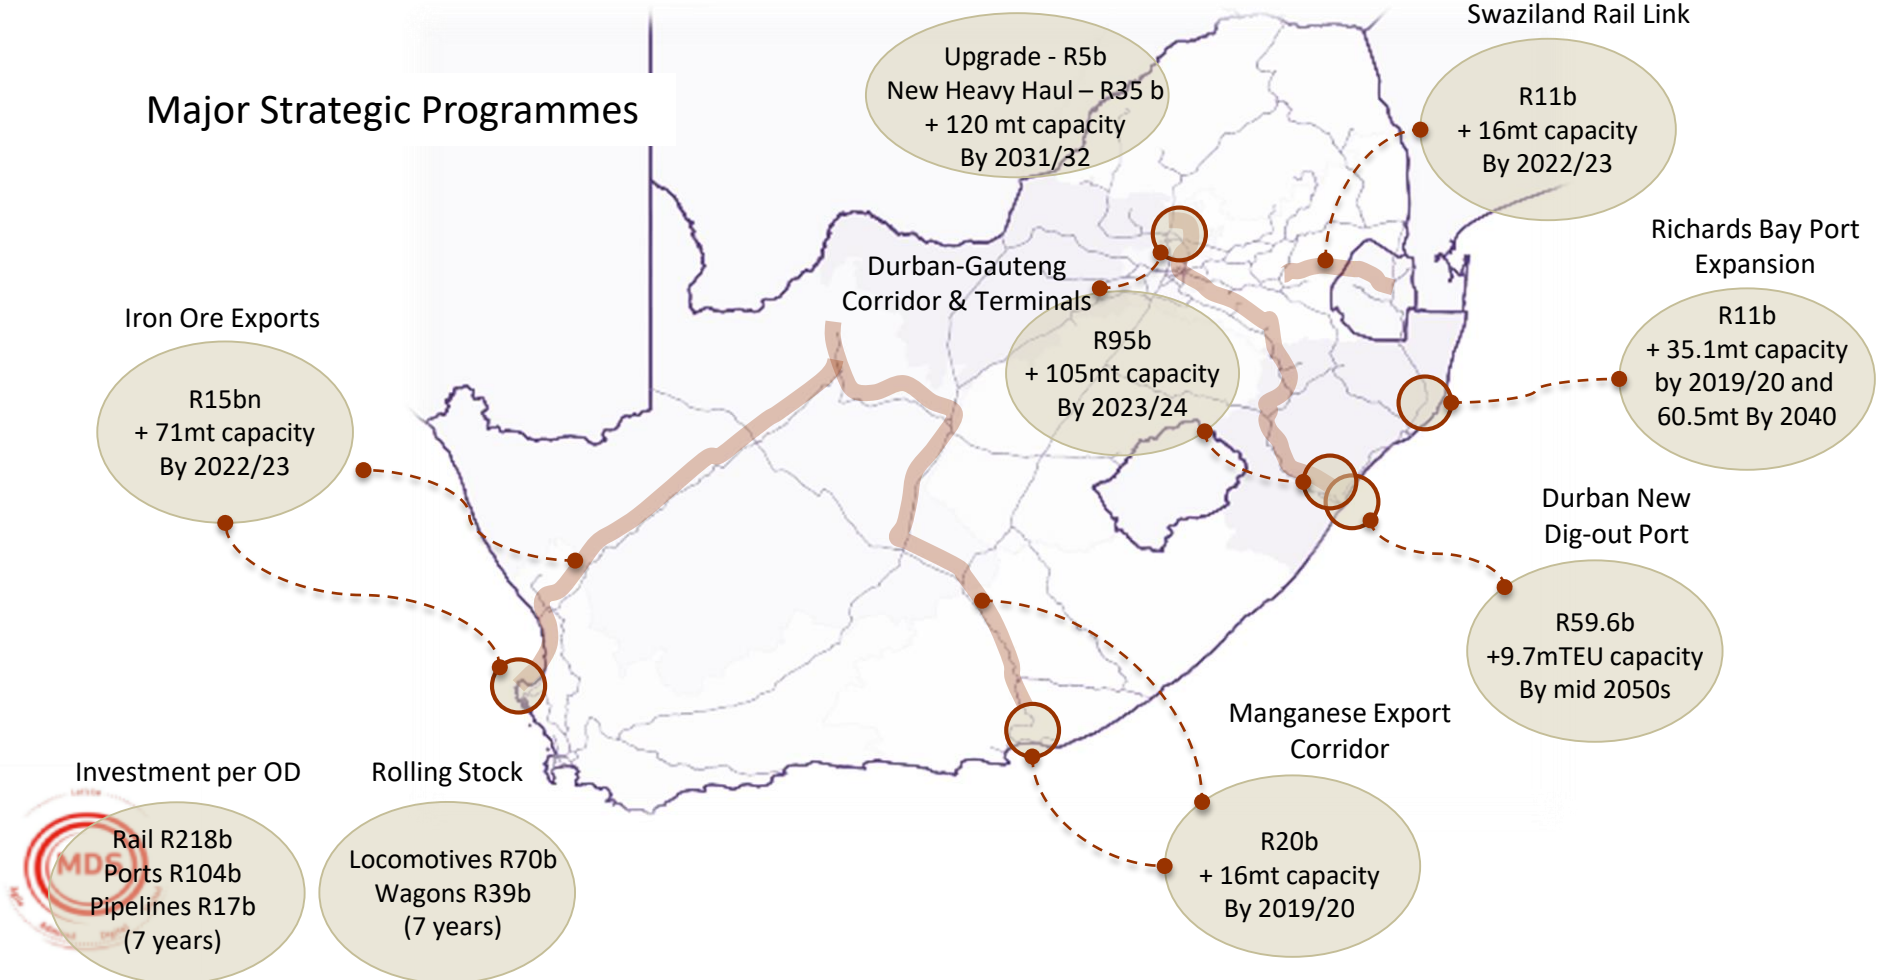 Major Strategic Programmes
Upgrade - R5b
New Heavy Haul – R35 b
+ 120 mt capacity
By 2031/32
Swaziland Rail Link
R11b
+ 16mt capacity
By 2022/23
Richards Bay Port
Expansion
R11b
+ 35.1mt capacity
by 2019/20 and
60.5mt By 2040
Durban-Gauteng
Corridor & Terminals
R95b
+ 105mt capacity
By 2023/24
Iron Ore Exports
R15bn
+ 71mt capacity
By 2022/23
Durban New
Dig-out Port
R59.6b
+9.7mTEU capacity
By mid 2050s
Manganese Export
Corridor
R20b
+ 16mt capacity
By 2019/20
Investment per OD
Rail R218b
Ports R104b
Pipelines R17b
(7 years)
MDS
Rolling Stock
Locomotives R70b
Wagons R39b
(7 years)